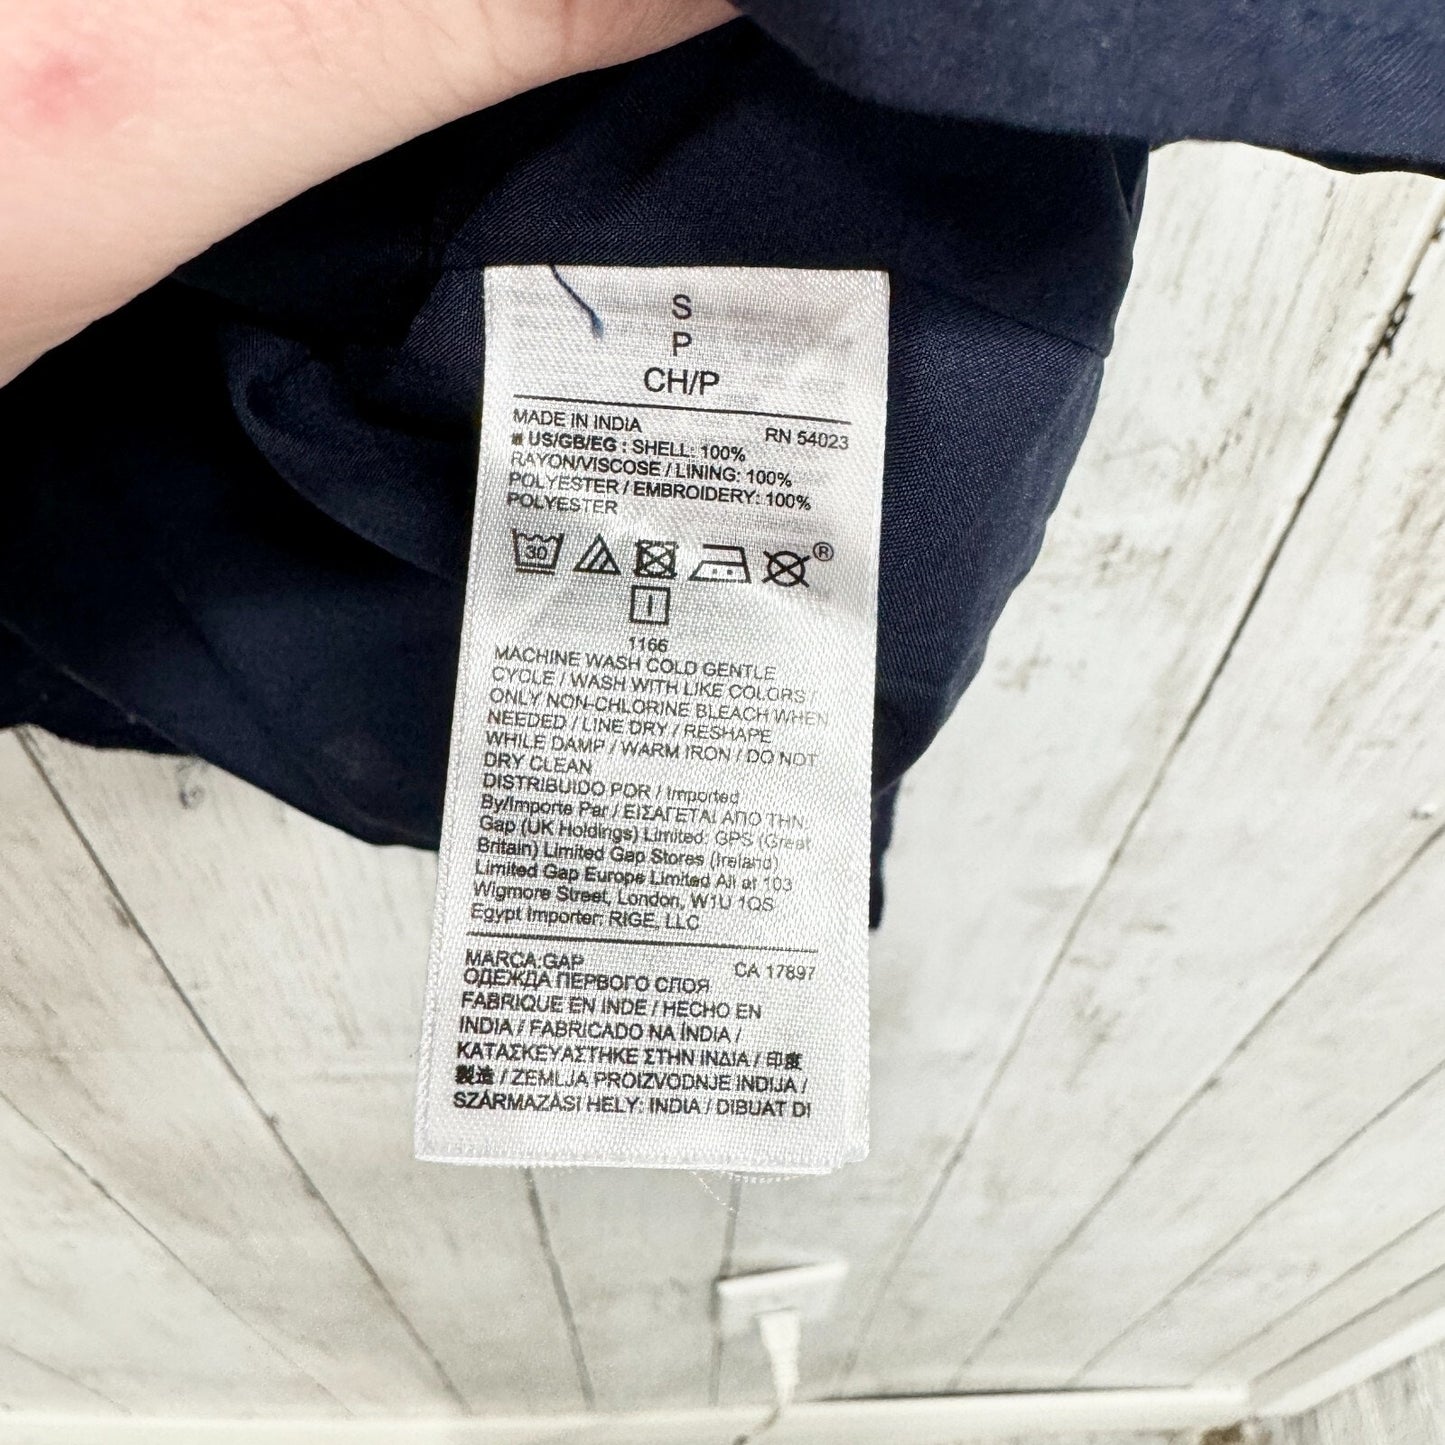 S
P
CH/P
MADE IN INDIA
RN 54023
US/GB/EG : SHELL: 100%
RAYON/VISCOSE / LINING: 100%
POLYESTER / EMBROIDERY: 100%
POLYESTER
30
®
1166
MACHINE WASH COLD GENTLE
CYCLE / WASH WITH LIKE COLORS /
ONLY NON-CHLORINE BLEACH WHEN
NEEDED / LINE DRY / RESHAPE
WHILE DAMP / WARM IRON / DO NOT
DRY CLEAN
DISTRIBUIDO POR / Imported
By/Importe Par / ΕΙΣΑΓΕΤΑΙ ΑΠΟ ΤΗΝ
Gap (UK Holdings) Limited: GPS (Great
Britain) Limited Gap Stores (Ireland)
Limited Gap Europe Limited All at 103
Wigmore Street, London, W1U 1QS
Egypt Importer: RIGE, LLC
MARCA:GAP
CA 17897
ОДЕЖДА ПЕРВОГО СЛОЯ
FABRIQUE EN INDE / HECHO EN
INDIA / FABRICADO NA ÍNDIA /
ΚΑΤΑΣΚΕΥΑΣΤΗΚΕ ΣΤΗΝ ΙΝΔΙΑ / 印度
製造 / ZEMLJA PROIZVODNJE INDIJA /
SZÁRMAZÁSI HELY: INDIA / DIBUAT DI